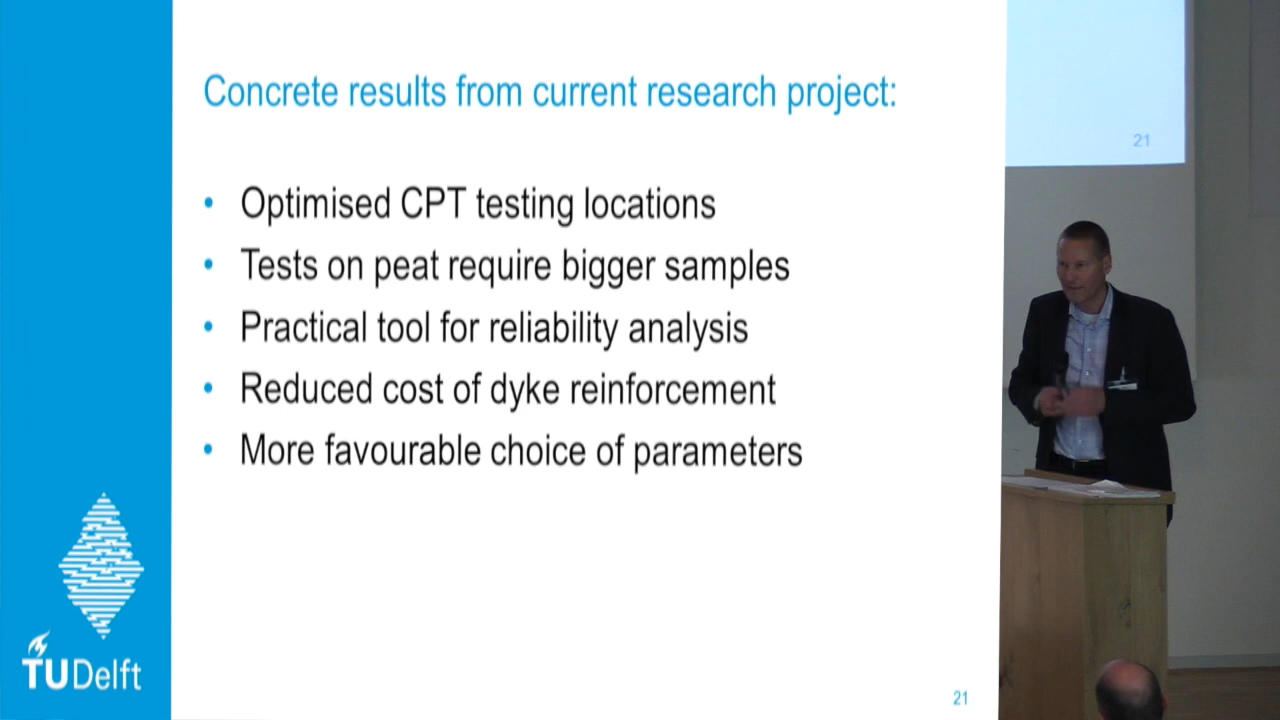 Concrete results from current research project:
• Optimised CPT testing locations
• Tests on peat require bigger samples
• Practical tool for reliability analysis
• Reduced cost of dyke reinforcement
• More favourable choice of parameters
TUDelft
21
21